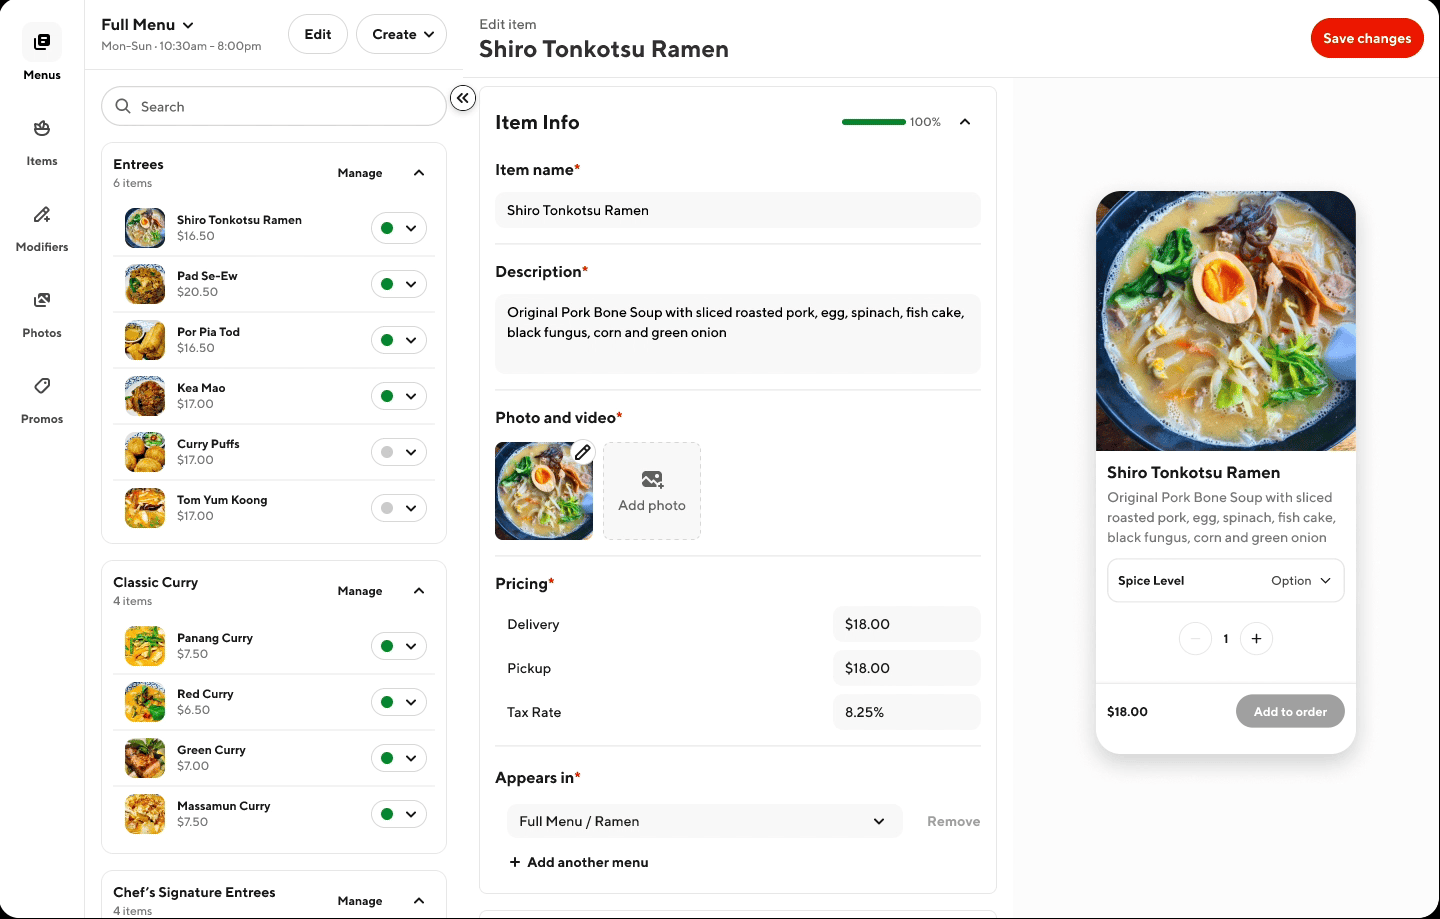 Menus
Items
Modifiers
Photos
Promos
Full Menu
Mon-Sun · 10:30am - 8:00pm
Edit
Create
Search
Entrees
6 items
Manage
Shiro Tonkotsu Ramen
$16.50
Pad Se-Ew
$20.50
Por Pia Tod
$16.50
Kea Mao
$17.00
Curry Puffs
$17.00
Tom Yum Koong
$17.00
Classic Curry
4 items
Manage
Panang Curry
$7.50
Red Curry
$6.50
Green Curry
$7.00
Massamun Curry
$7.50
Chef’s Signature Entrees
4 items
Manage
Edit item
Shiro Tonkotsu Ramen
Save changes
Item Info
100%
Item name*
Shiro Tonkotsu Ramen
Description*
Original Pork Bone Soup with sliced roasted pork, egg, spinach, fish cake,
black fungus, corn and green onion
Photo and video*
Add photo
Pricing*
Delivery
$18.00
Pickup
$18.00
Tax Rate
8.25%
Appears in*
Full Menu / Ramen
Remove
+ Add another menu
Shiro Tonkotsu Ramen
Original Pork Bone Soup with sliced
roasted pork, egg, spinach, fish cake,
black fungus, corn and green onion
Spice Level
Option
− 1 +
$18.00
Add to order